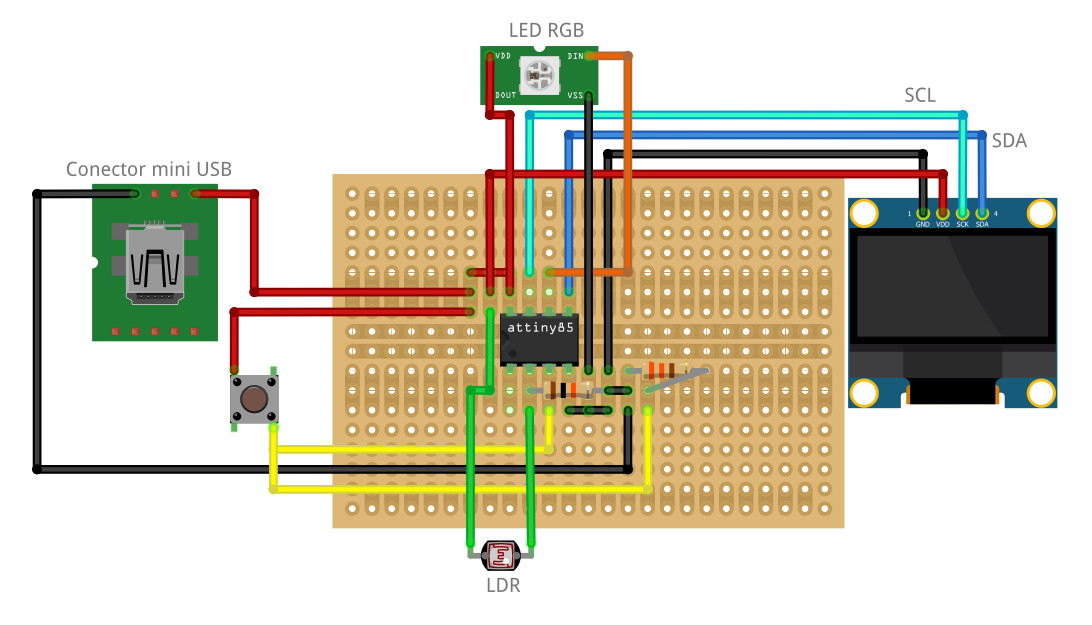 LED RGB
VDD DIN
DOUT VSS
SCL
SDA
Conector mini USB
1 4
GND VDD SCK SDA
attiny85
LDR